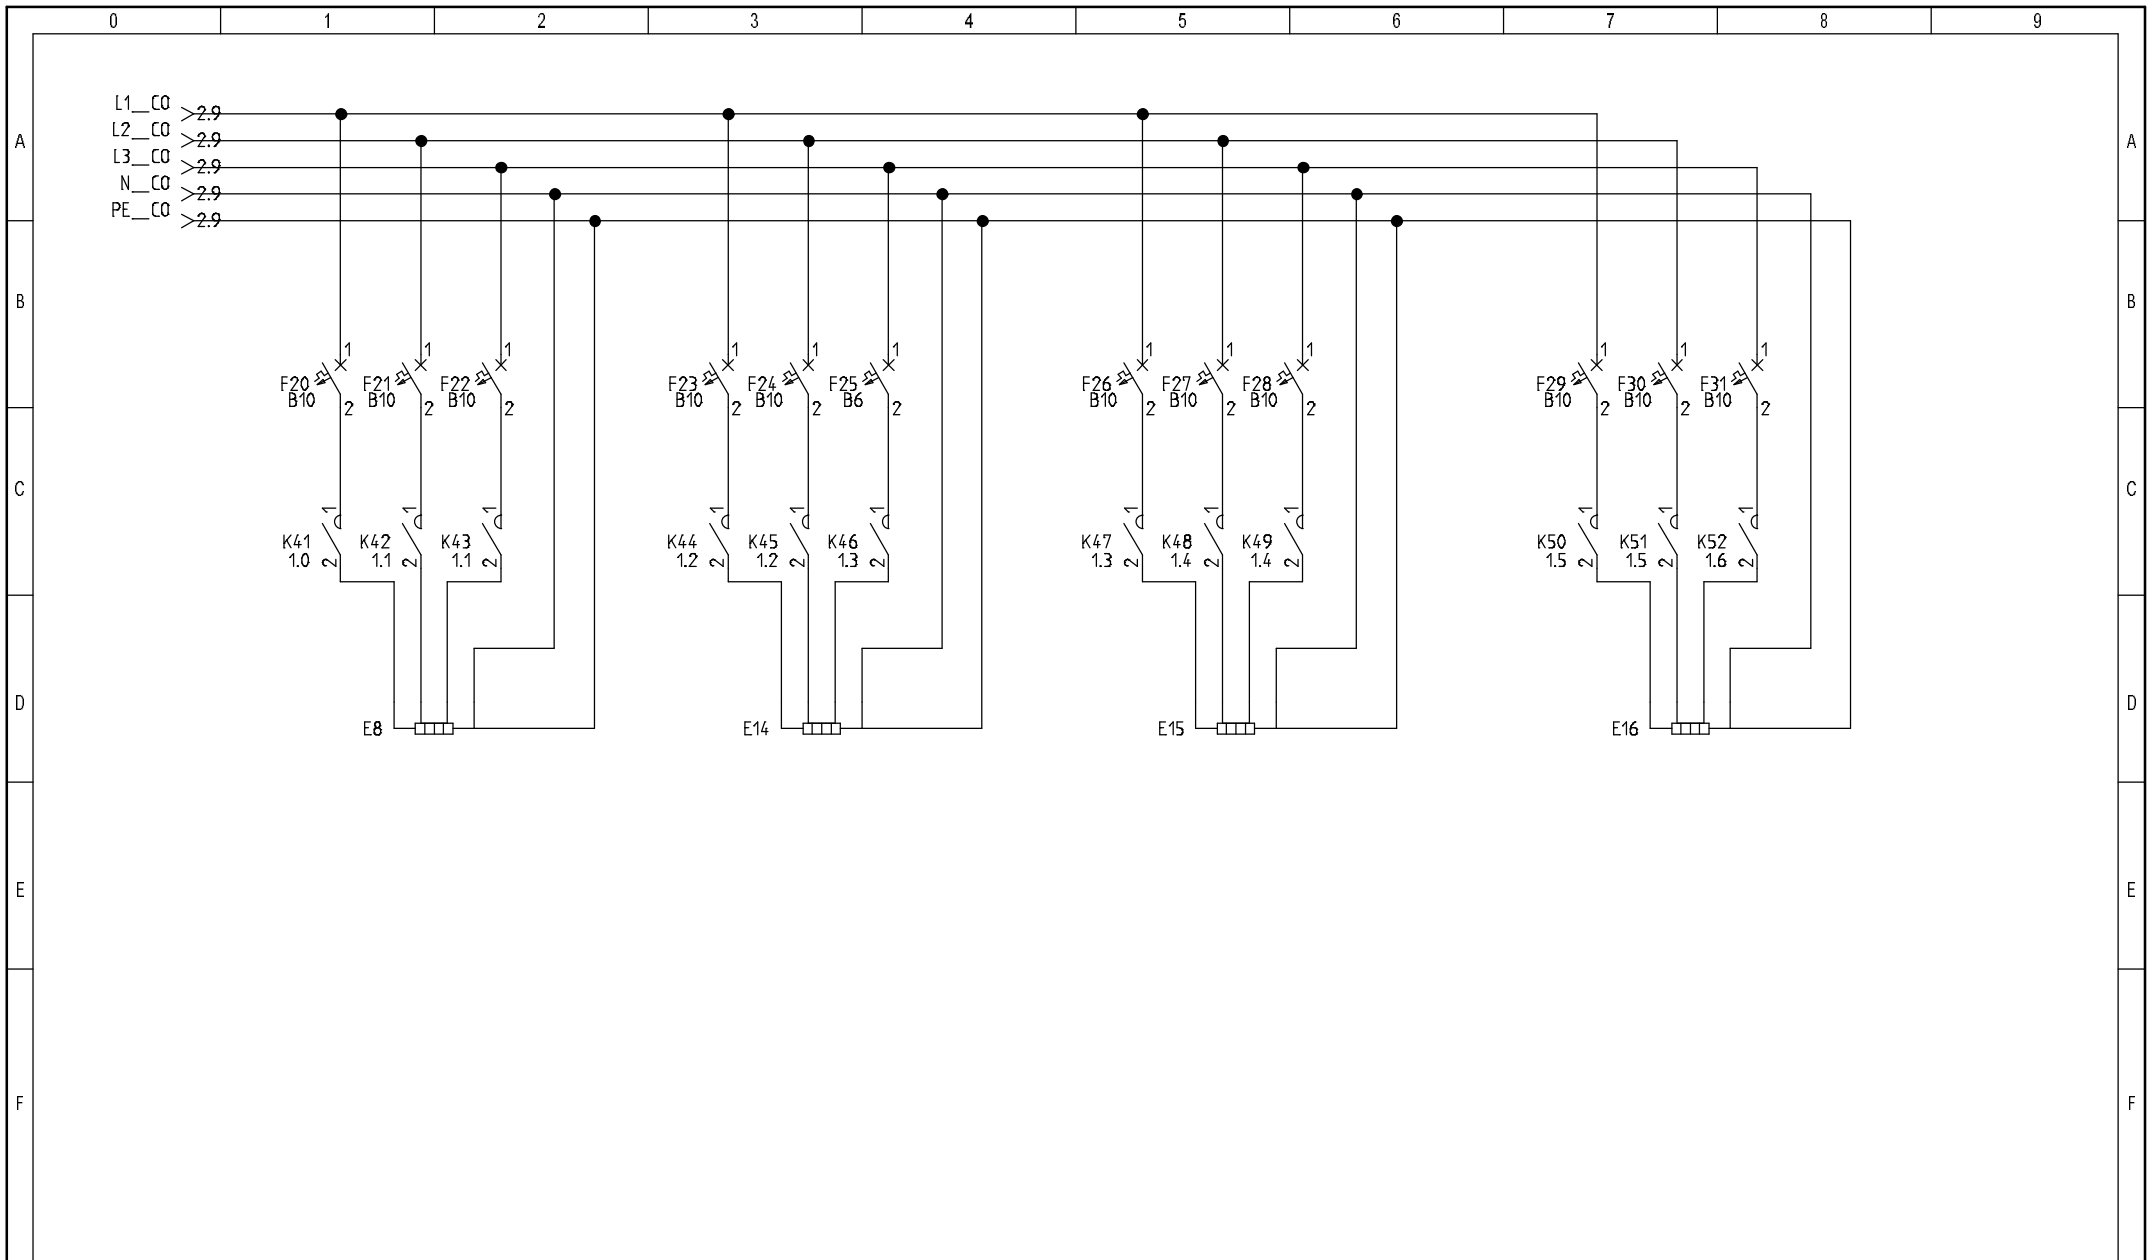 0 1 2 3 4 5 6 7 8 9
L1__C0 2.9
L2__C0 2.9
A A
L3__C0 2.9
N__C0 2.9
PE__C0 2.9
B B
1 1 1 1 1 1 1 1 1 1 1 1
F20 F21 F22 F23 F24 F25 F26 F27 F28 F29 F30 F31
B10 B10 B10 B10 B10 B6 B10 B10 B10 B10 B10 B10
2 2 2 2 2 2 2 2 2 2 2 2
C C
1 1 1 1 1 1 1 1 1 1 1 1
K41 K42 K43 K44 K45 K46 K47 K48 K49 K50 K51 K52
1.0 2 1.1 2 1.1 2 1.2 2 1.2 2 1.3 2 1.3 2 1.4 2 1.4 2 1.5 2 1.5 2 1.6 2
D D
E8 E14 E15 E16
E E
F F